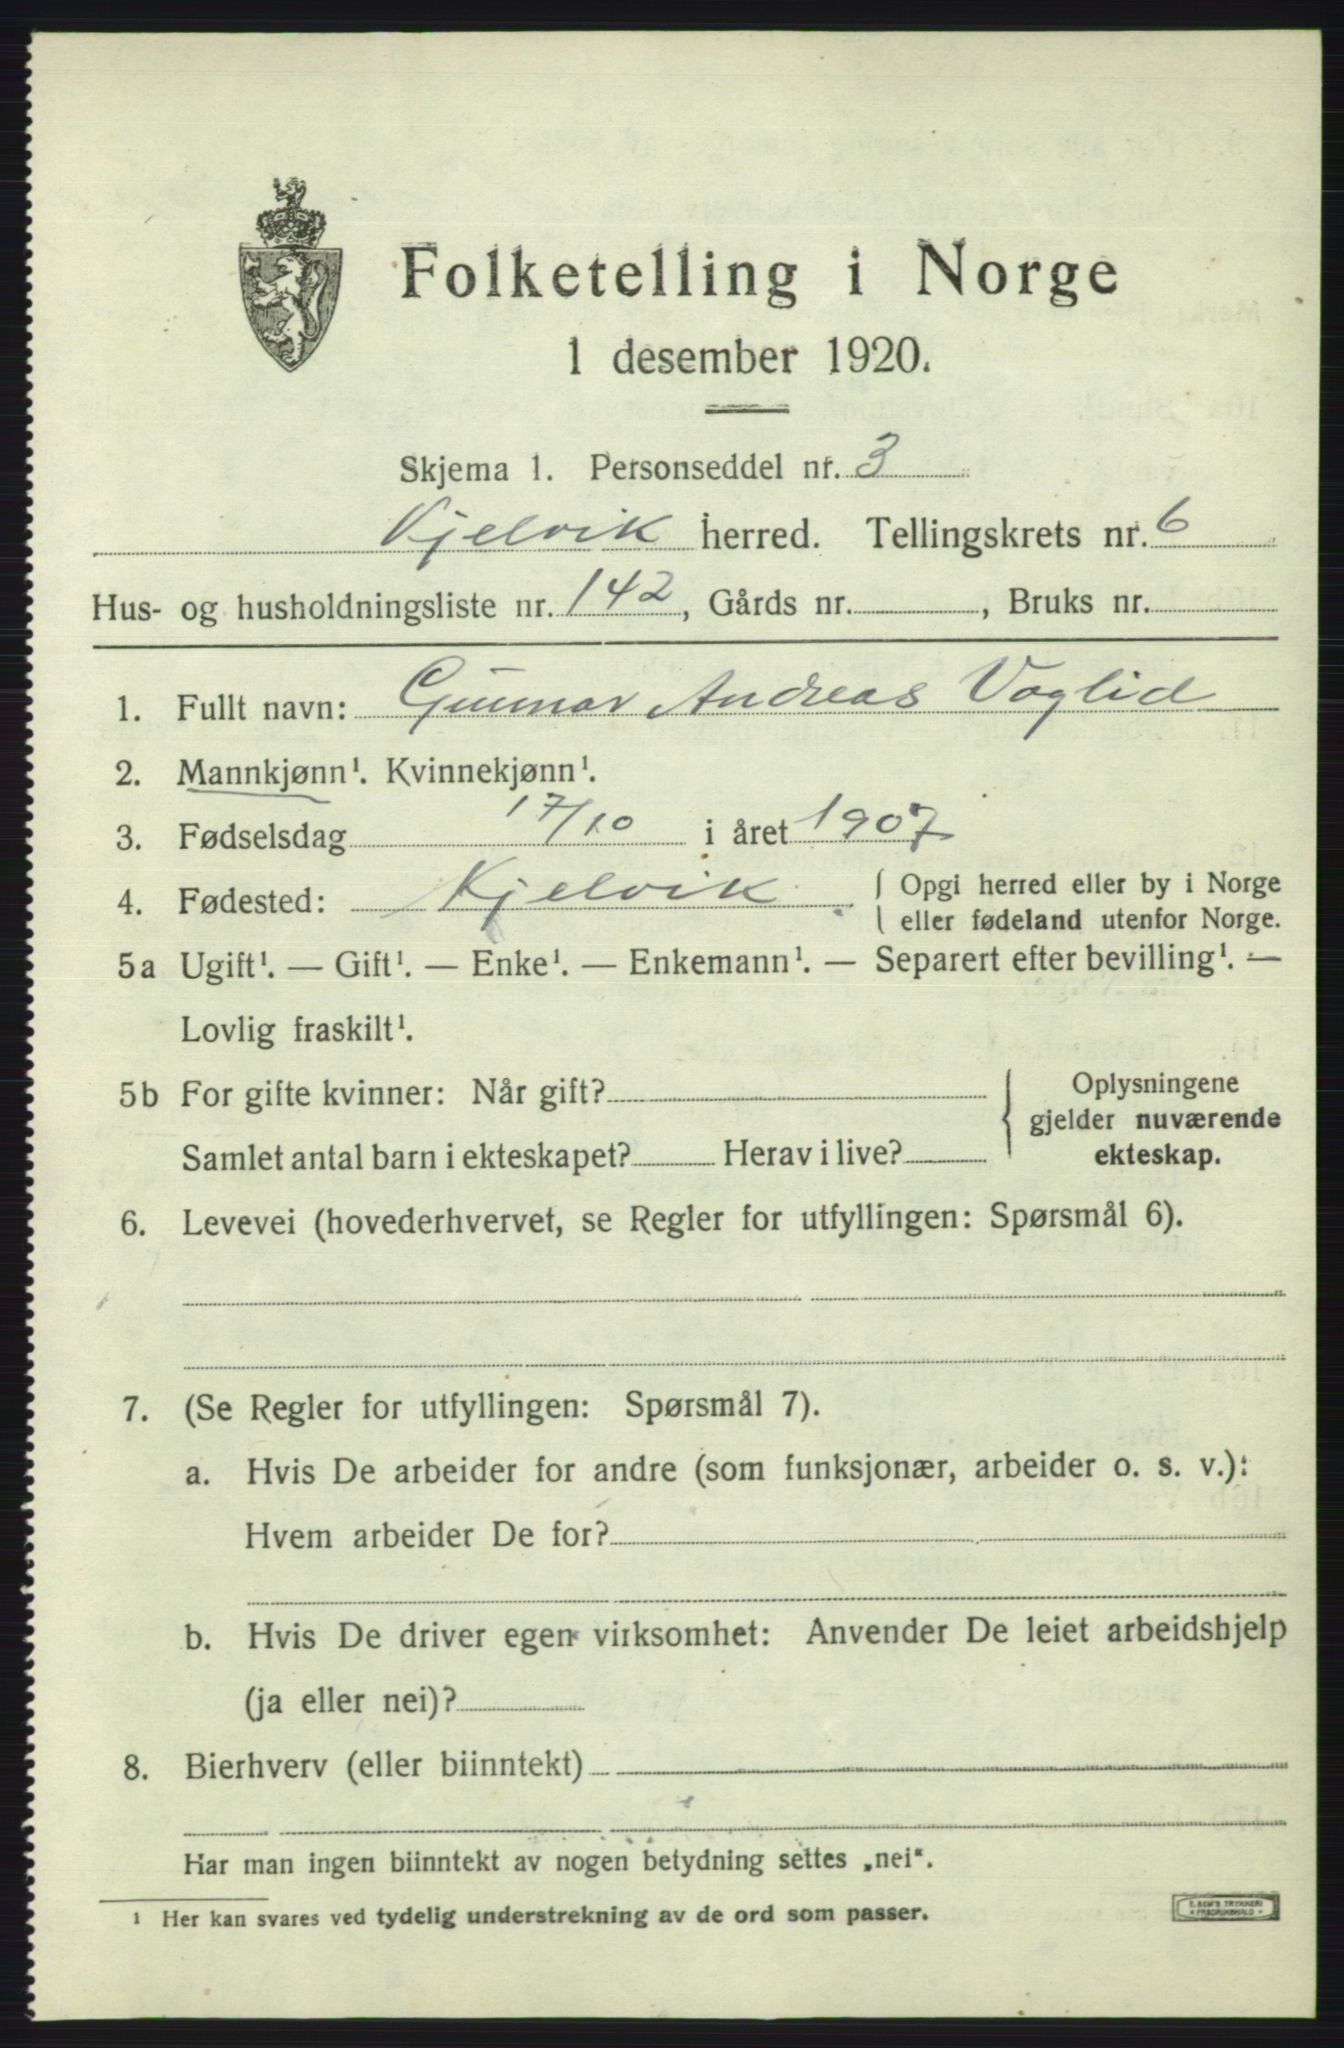 Folketelling i Norge
1 desember 1920.
Skjema 1. Personseddel nr. 3
Kjelvik herred. Tellingskrets nr. 6
Hus- og husholdningsliste nr. 142, Gårds nr. , Bruks nr.
1. Fullt navn: Gunnar Andreas Voglid
2. Mannkjønn¹. Kvinnekjønn¹.
3. Fødselsdag 17/10 i året 1907
4. Fødested: Kjelvik { Opgi herred eller by i Norge
eller fødeland utenfor Norge.
5a Ugift¹. — Gift¹. — Enke¹. — Enkemann¹. — Separert efter bevilling¹. —
Lovlig fraskilt¹.
5b For gifte kvinner: Når gift? { Oplysningene
gjelder nuværende
Samlet antal barn i ekteskapet? Herav i live? ekteskap.
6. Levevei (hovederhvervet, se Regler for utfyllingen: Spørsmål 6).
7. (Se Regler for utfyllingen: Spørsmål 7).
a. Hvis De arbeider for andre (som funksjonær, arbeider o. s. v.):
Hvem arbeider De for?
b. Hvis De driver egen virksomhet: Anvender De leiet arbeidshjelp
(ja eller nei)?
8. Bierhverv (eller biinntekt)
Har man ingen biinntekt av nogen betydning settes „nei“.
¹ Her kan svares ved tydelig understrekning av de ord som passer.